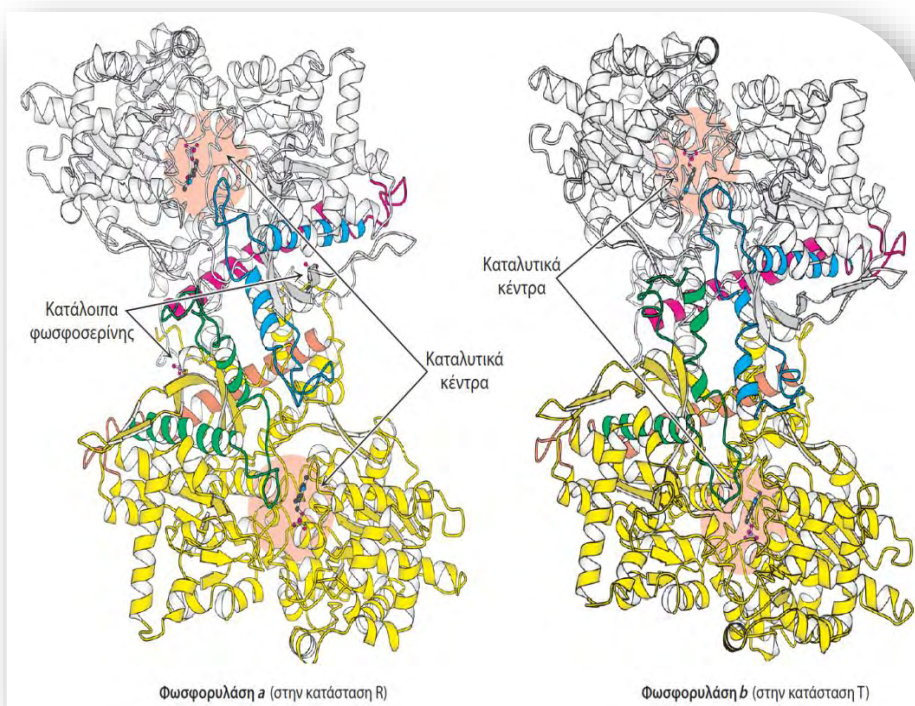 Καταλυτικά
κέντρα
Κατάλοιπα
φωσφοσερίνης
Καταλυτικά
κέντρα
Φωσφορυλάση a (στην κατάσταση R)
Φωσφορυλάση b (στην κατάσταση T)